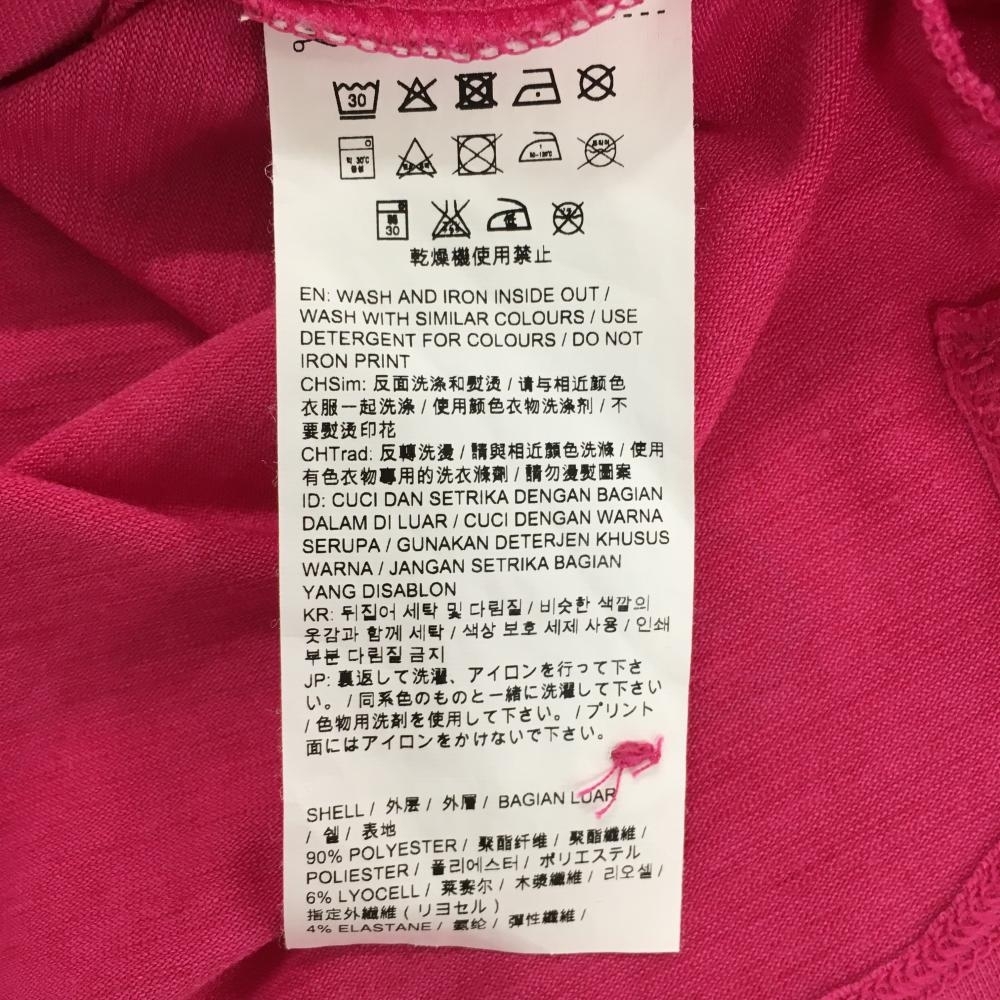 30
약 30℃
중성
1
80-120℃
30
低
乾燥機使用禁止
EN: WASH AND IRON INSIDE OUT /
WASH WITH SIMILAR COLOURS / USE
DETERGENT FOR COLOURS / DO NOT
IRON PRINT
CHSim: 反面洗涤和熨烫 / 请与相近颜色
衣服一起洗涤 / 使用颜色衣物洗涤剂 / 不
要熨烫印花
CHTrad: 反轉洗燙 / 請與相近顏色洗滌 / 使用
有色衣物專用的洗衣滌劑 / 請勿燙熨圖案
ID: CUCI DAN SETRIKA DENGAN BAGIAN
DALAM DI LUAR / CUCI DENGAN WARNA
SERUPA / GUNAKAN DETERJEN KHUSUS
WARNA / JANGAN SETRIKA BAGIAN
YANG DISABLON
KR: 뒤집어 세탁 및 다림질 / 비슷한 색깔의
옷감과 함께 세탁 / 색상 보호 세제 사용 / 인쇄
부분 다림질 금지
JP: 裏返して洗濯、アイロンを行って下さ
い。 / 同系色のものと一緒に洗濯して下さい
/ 色物用洗剤を使用して下さい。 / プリント
面にはアイロンをかけないで下さい。
SHELL / 外层 / 外層 / BAGIAN LUAR
/ 쉘 / 表地
90% POLYESTER / 聚酯纤维 / 聚酯纖維 /
POLIESTER / 폴리에스터 / ポリエステル
6% LYOCELL / 莱赛尔 / 木漿纖維 / 리오셀 /
指定外繊維 ( リヨセル )
4% ELASTANE / 氨纶 / 彈性纖維 /